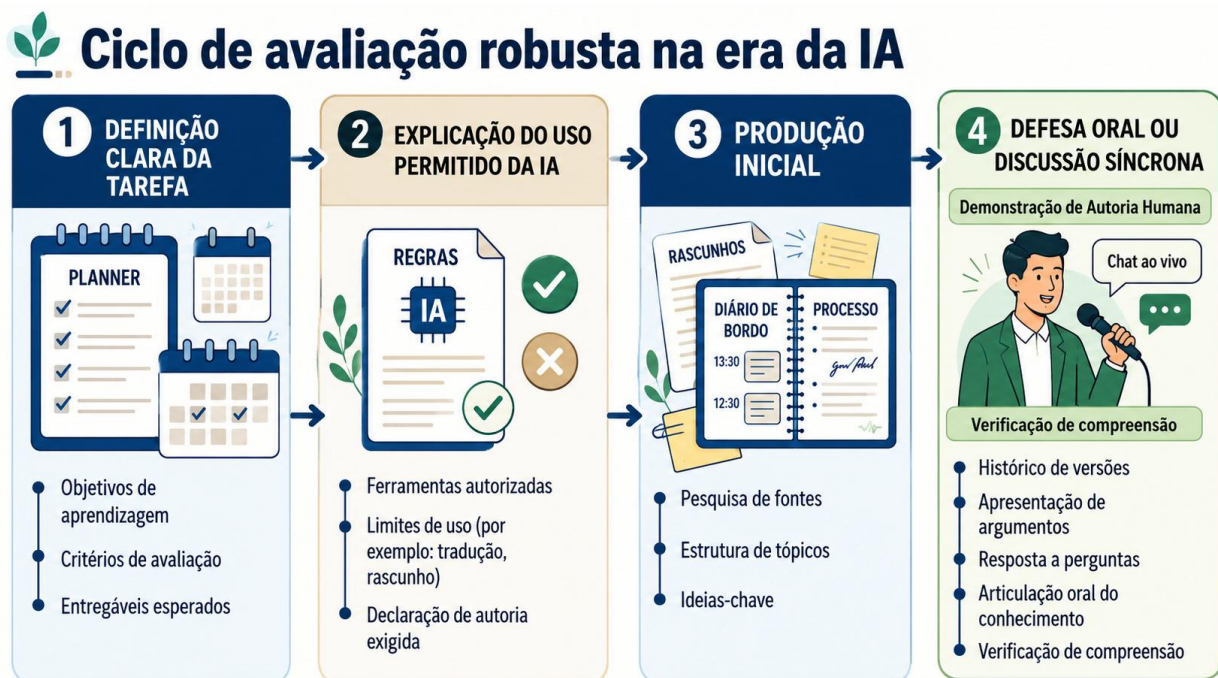 Ciclo de avaliação robusta na era da IA
1
DEFINIÇÃO
CLARA DA
TAREFA
PLANNER
Objetivos de
aprendizagem
Critérios de avaliação
Entregáveis esperados
2
EXPLICAÇÃO DO USO
PERMITIDO DA IA
REGRAS
IA
Ferramentas autorizadas
Limites de uso (por
exemplo: tradução,
rascunho)
Declaração de autoria
exigida
3
PRODUÇÃO
INICIAL
RASCUNHOS
DIÁRIO DE
BORDO
13:30
12:30
PROCESSO
Pesquisa de fontes
Estrutura de tópicos
Ideias-chave
4
DEFESA ORAL OU
DISCUSSÃO SÍNCRONA
Demonstração de Autoria Humana
Chat ao vivo
Verificação de compreensão
Histórico de versões
Apresentação de
argumentos
Resposta a perguntas
Articulação oral do
conhecimento
Verificação de compreensão